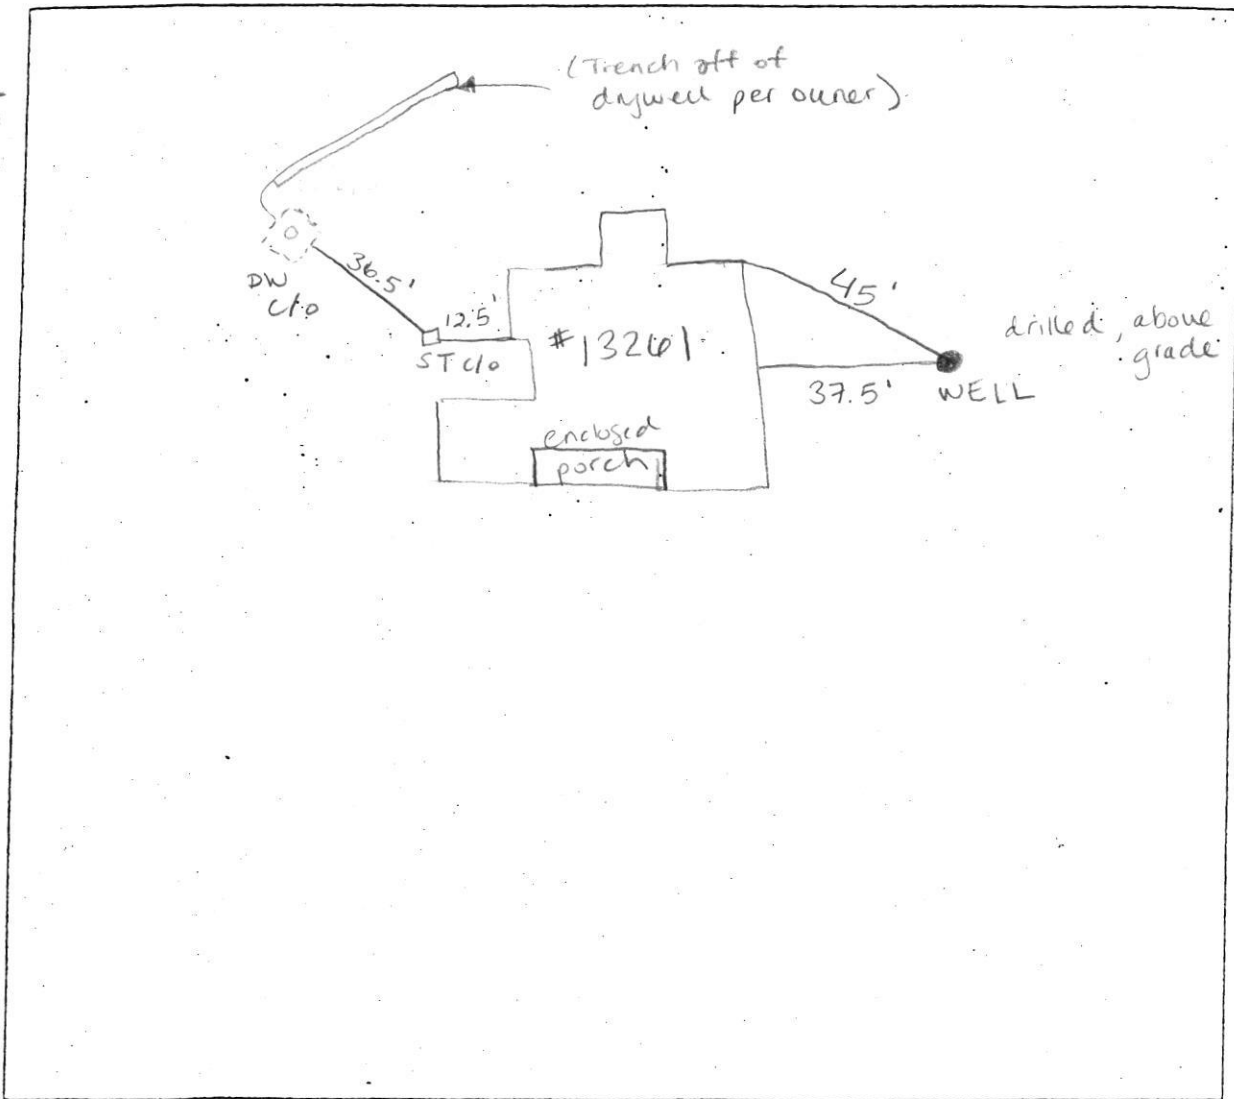 (Trench off of
drywell per owner)
36.5'
DW
c/o
12.5'
ST c/o
#13261
45'
drilled, above
grade
37.5'
WELL
enclosed
porch